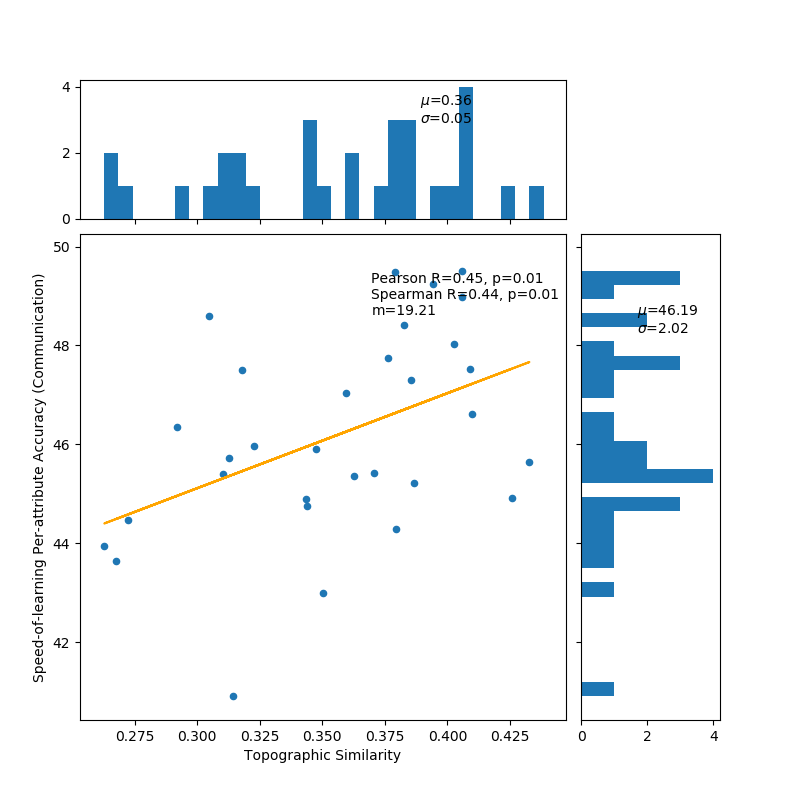 4
2
0
μ=0.36
σ=0.05
50
48
46
44
42
Speed-of-learning Per-attribute Accuracy (Communication)
Pearson R=0.45, p=0.01
Spearman R=0.44, p=0.01
m=19.21
0.275 0.300 0.325 0.350 0.375 0.400 0.425
Topographic Similarity
μ=46.19
σ=2.02
0 2 4